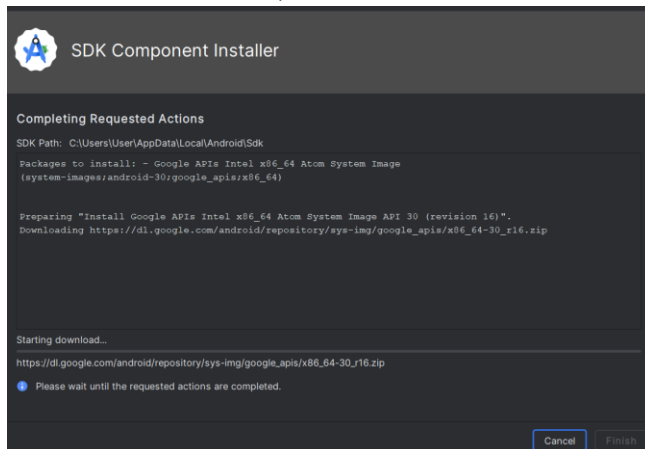 SDK Component Installer
Completing Requested Actions
SDK Path: C:\Users\User\AppData\Local\Android\Sdk
Packages to install: - Google APIs Intel x86_64 Atom System Image
(system-images;android-30;google_apis;x86_64)
Preparing "Install Google APIs Intel x86_64 Atom System Image API 30 (revision 16)".
Downloading https://dl.google.com/android/repository/sys-img/google_apis/x86_64-30_r16.zip
Starting download...
https://dl.google.com/android/repository/sys-img/google_apis/x86_64-30_r16.zip
Please wait until the requested actions are completed.
Cancel Finish